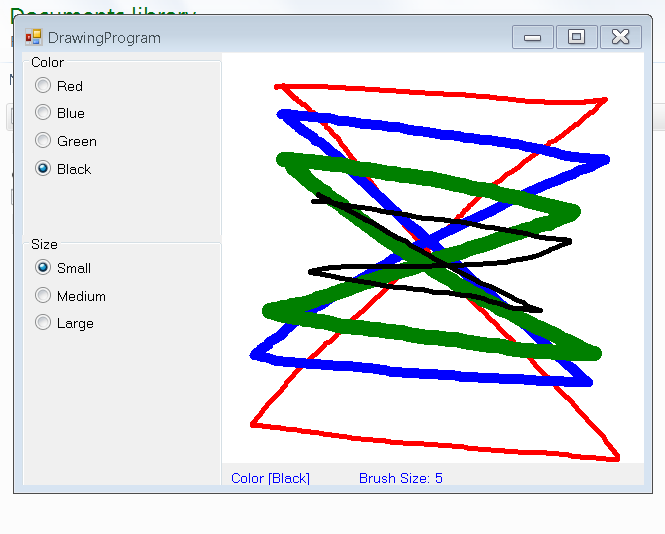 Documents library
DrawingProgram
Color
Red
Blue
Green
Black
Size
Small
Medium
Large
Color [Black] Brush Size: 5